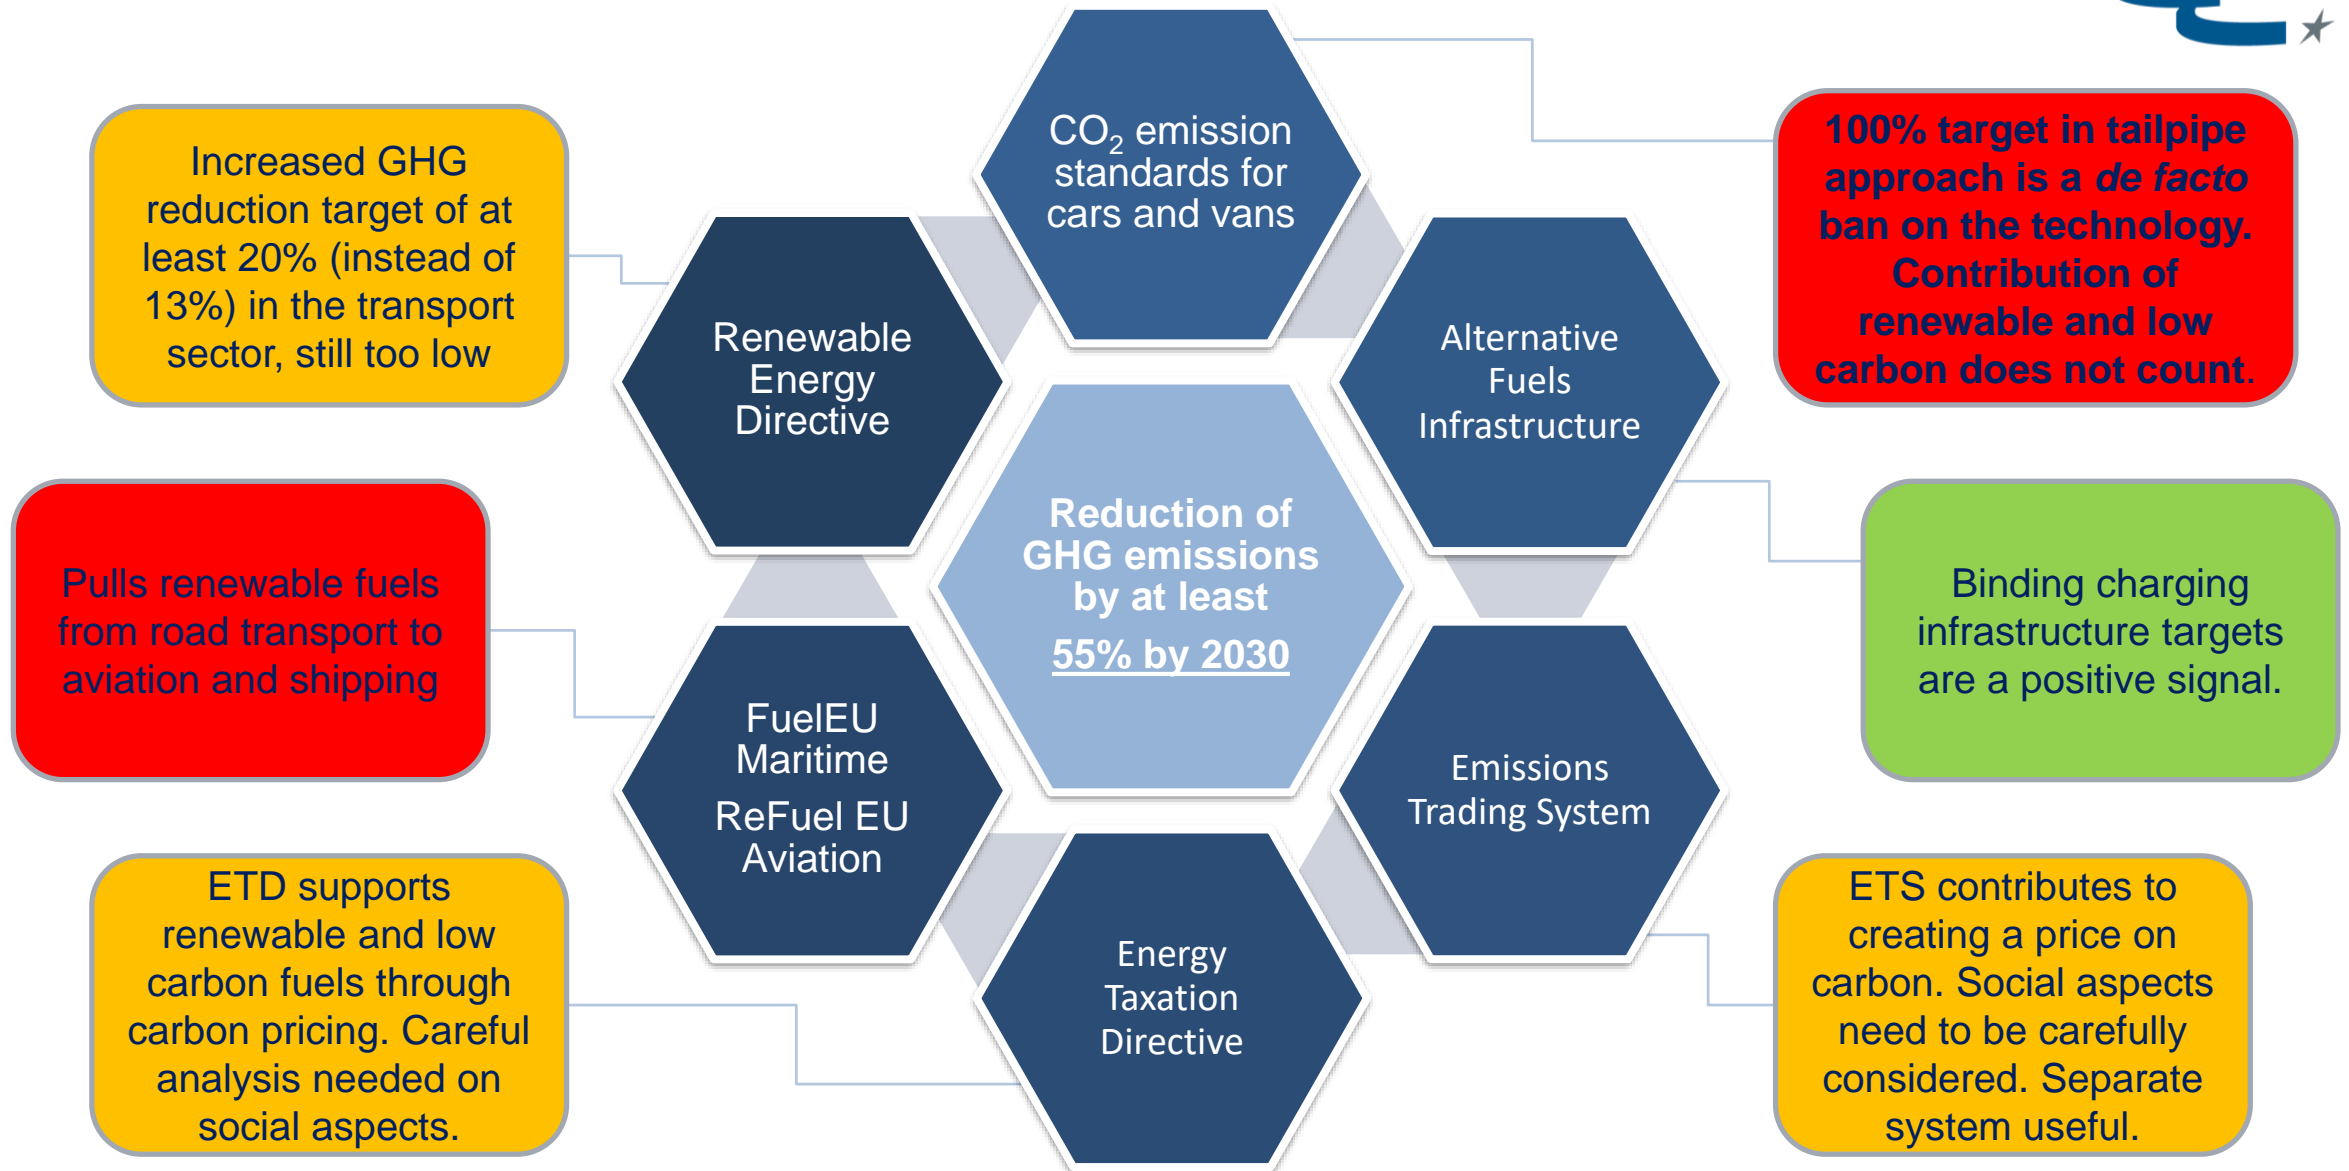 CO₂ emission
standards for
cars and vans
Increased GHG
reduction target of at
least 20% (instead of
13%) in the transport
sector, still too low
100% target in tailpipe
approach is a de facto
ban on the technology.
Contribution of
renewable and low
carbon does not count.
Renewable
Energy
Directive
Alternative
Fuels
Infrastructure
Reduction of
GHG emissions
by at least
55% by 2030
Pulls renewable fuels
from road transport to
aviation and shipping
Binding charging
infrastructure targets
are a positive signal.
FuelEU
Maritime
ReFuel EU
Aviation
Emissions
Trading System
ETD supports
renewable and low
carbon fuels through
carbon pricing. Careful
analysis needed on
social aspects.
Energy
Taxation
Directive
ETS contributes to
creating a price on
carbon. Social aspects
need to be carefully
considered. Separate
system useful.